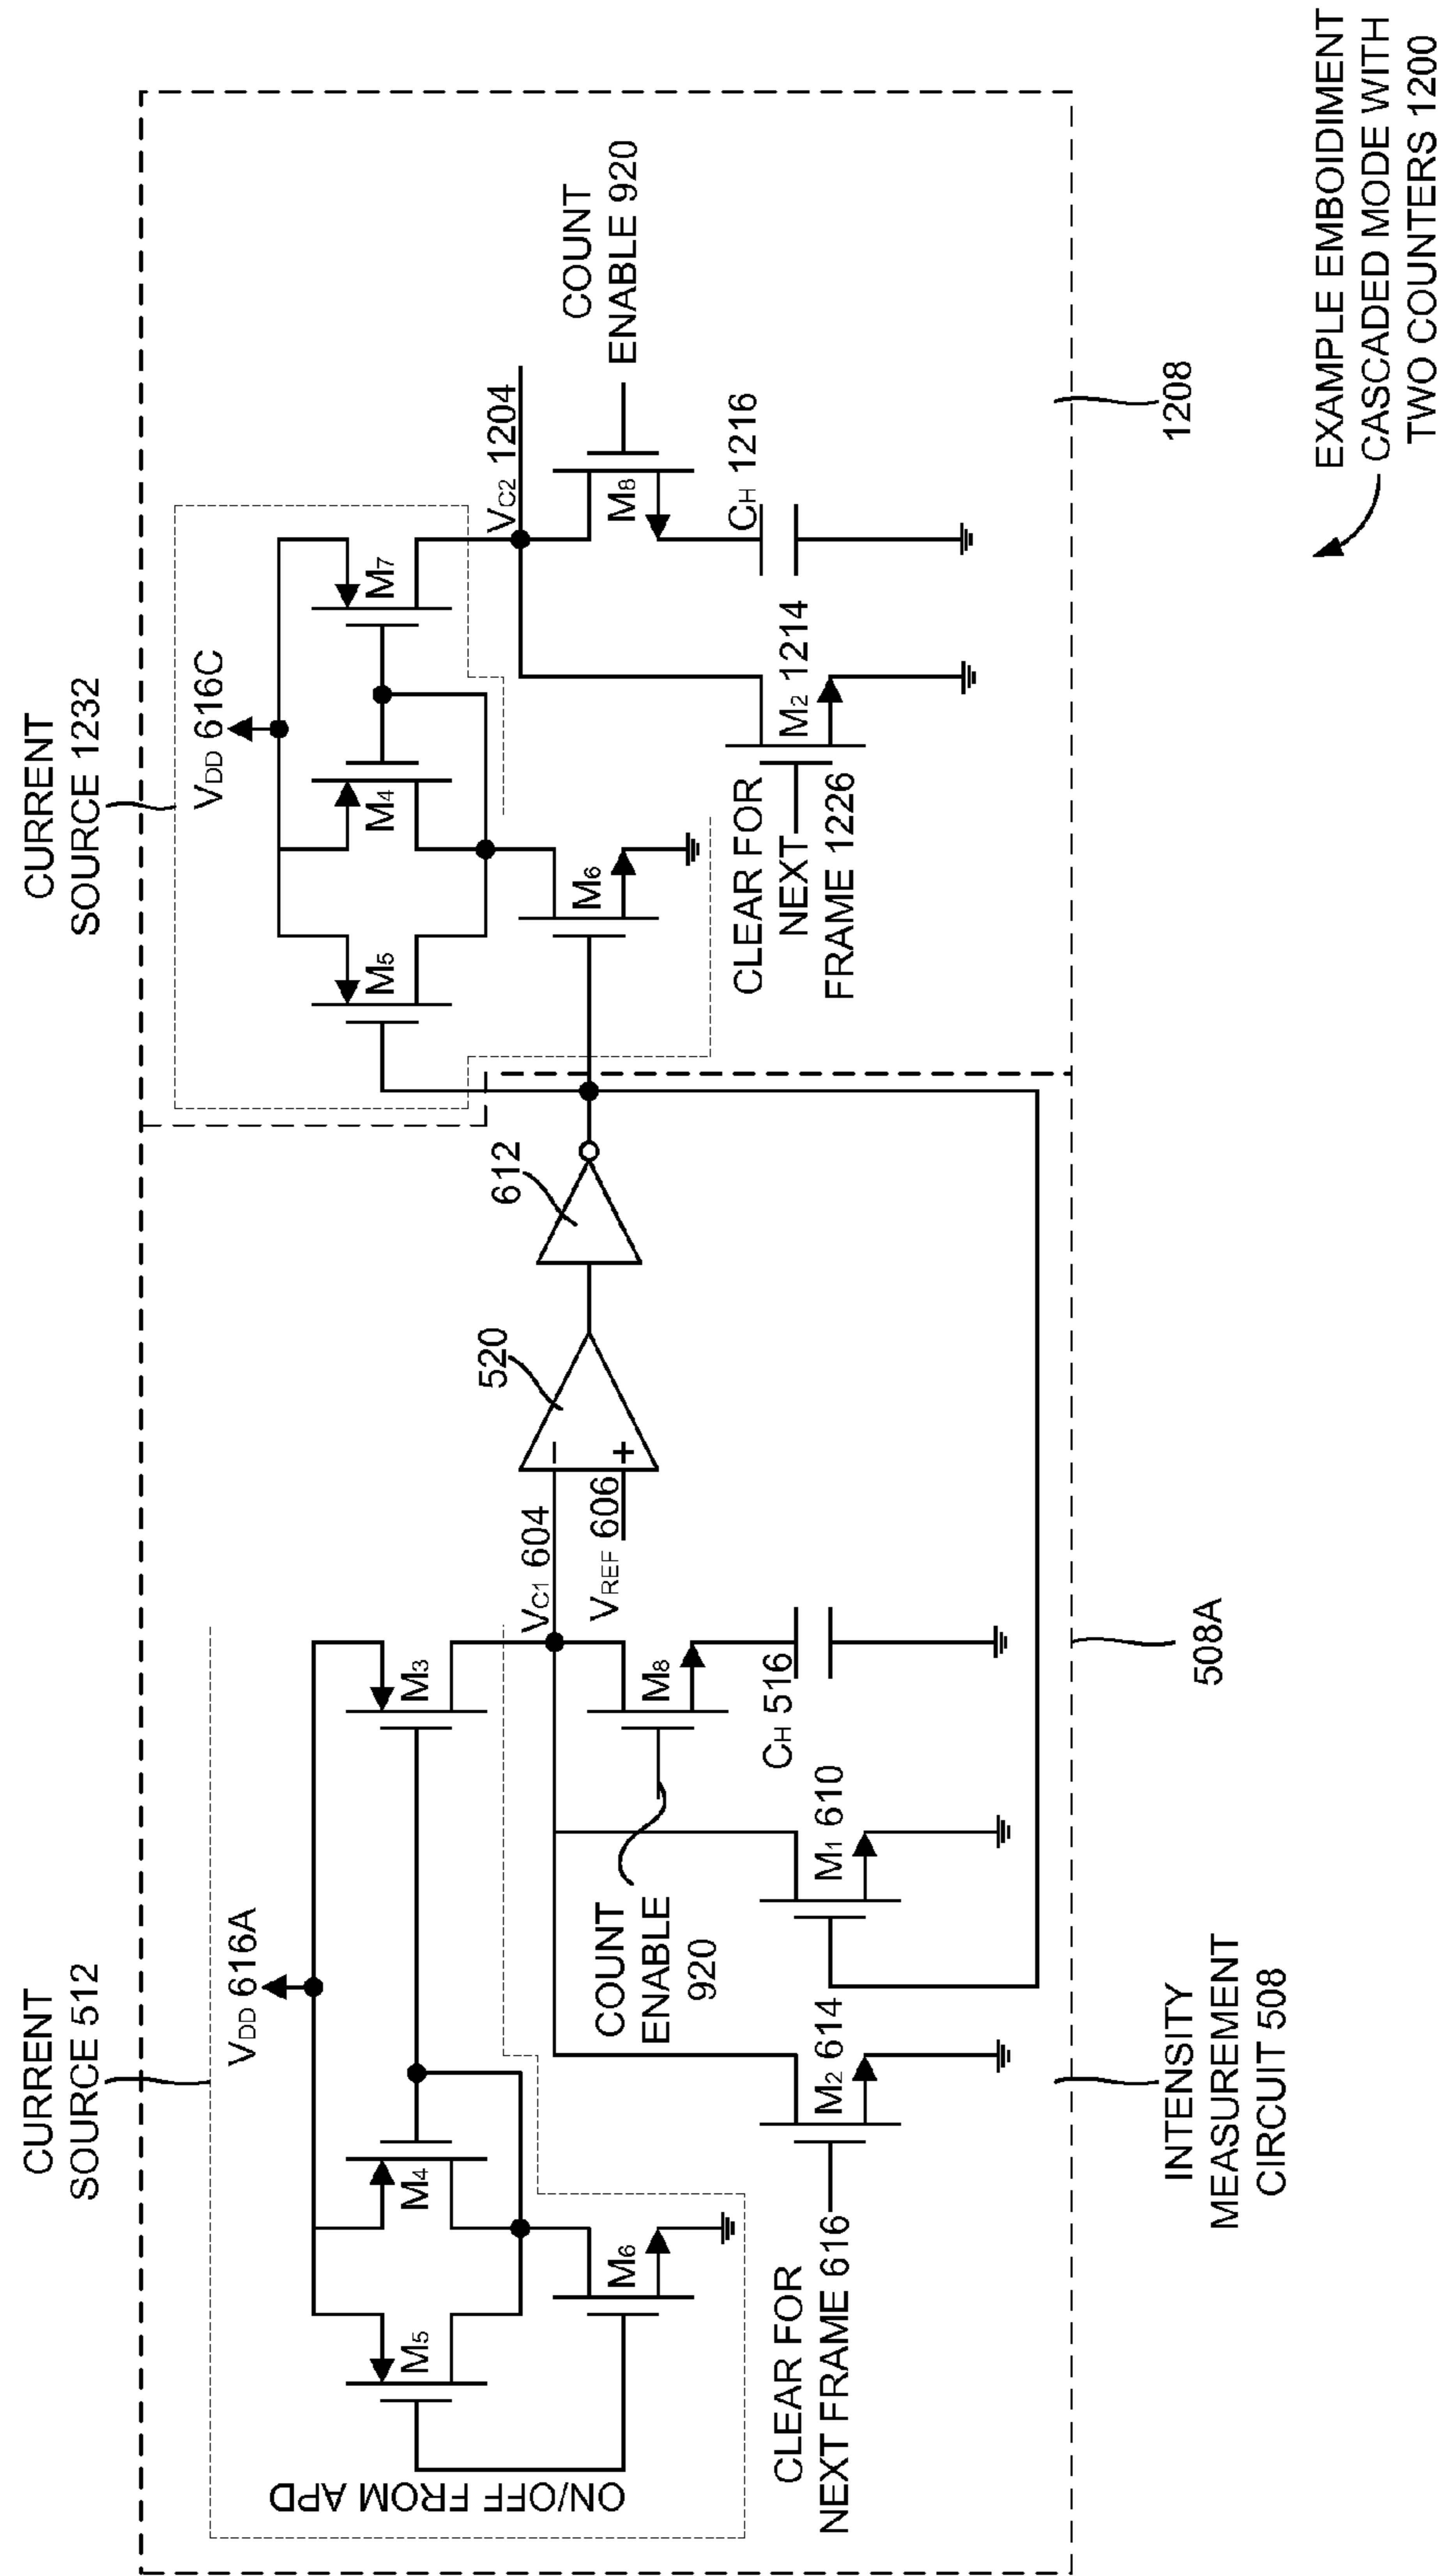 CURRENT
SOURCE 512
CURRENT
SOURCE 1232
VDD 616A
VDD 616C
ON/OFF FROM APD
M5
M4
M3
M6
M5
M4
M7
M6
VC1 604
VREF 606
520
612
VC2 1204
COUNT
ENABLE 920
M8
M8
CH 516
CH 1216
COUNT
ENABLE
920
M1 610
M2 614
M2 1214
CLEAR FOR
NEXT FRAME 616
CLEAR FOR
NEXT
FRAME 1226
INTENSITY
MEASUREMENT
CIRCUIT 508
508A
1208
EXAMPLE EMBOIDIMENT
CASCADED MODE WITH
TWO COUNTERS 1200